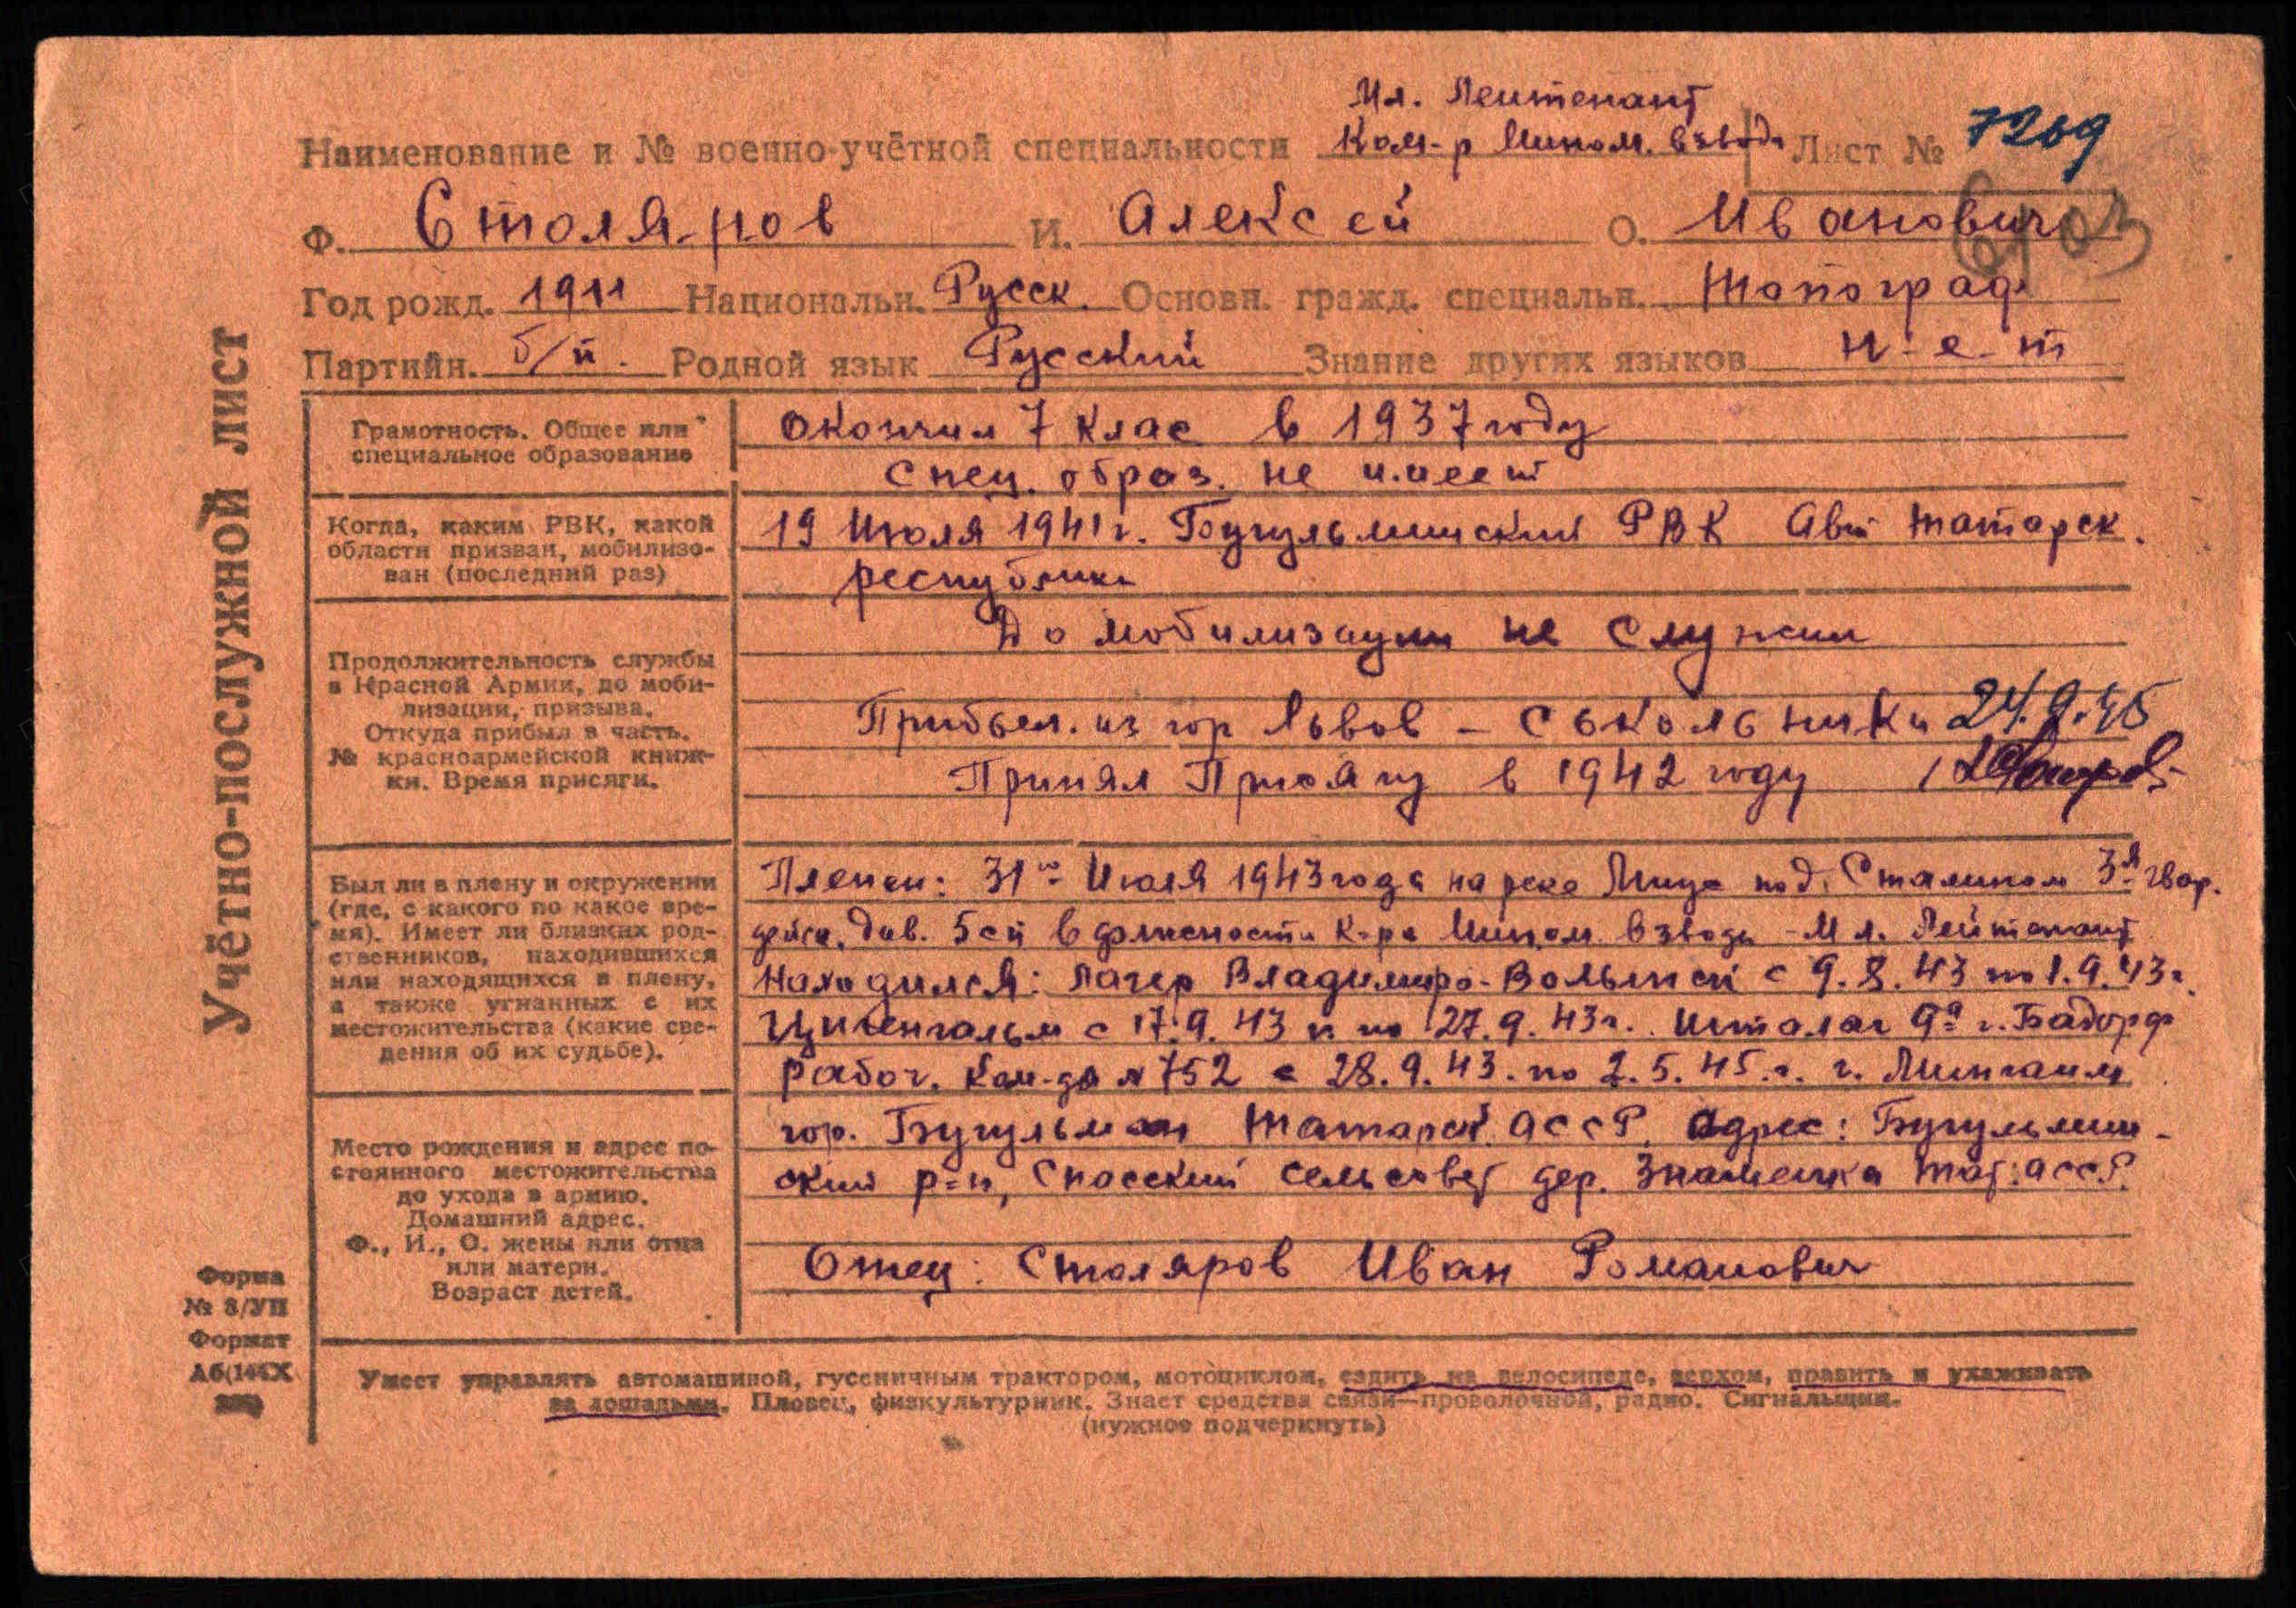 Мл. Лейтенант
Наименование и № военно-учётной специальности Ком-р Мином. взвода Лист № 7269
Ф. Столяров И. Алексей О. Иванович
Год рожд. 1911 Национальн. Русск. Основн. гражд. специальн. Топограф
Партийн. б/п. Родной язык Русский Знание других языков н-е-т
Учётно-послужной лист
Грамотность. Общее или специальное образование
Окончил 7 клас в 1937 году
Спец. образ. не имеет
Когда, каким РВК, какой
области призван, мобилизо-
ван (последний раз)
19 Июля 1941 г. Бугульминский РВК Авт Татарск.
республики
Продолжительность службы
в Красной Армии, до моби-
лизации, призыва.
Откуда прибыл в часть.
№ красноармейской книж-
ки. Время присяги.
До мобилизации не служил
Прибыл. из гор Львов - Сокольники 24.9.45
Принял Присягу в 1942 году
Был ли в плену и окружении
(где, с какого по какое вре-
мя). Имеет ли близких род-
ственников, находившихся
или находящихся в плену,
а также угнанных с их
местожительства (какие све-
дения об их судьбе).
Пленен: 31го Июля 1943 года на реке под. Сталином 3я гвар.
дейск. 5ой в должности К-ра Мином взвода - Мл. Лейтенант
Находился: Лагер Владимиро-Волынск с 9.8.43 по 1.9.43 г.
Цигенгальм с 17.9.43 г. по 27.9.43 г. Шталаг 9а г. Бадорф
Рабоч. Ком-да № 752 с 28.9.43. по 2.5.45. г. г.
Место рождения и адрес по-
стоянного местожительства
до ухода в армию.
Домашний адрес.
Ф., И., О. жены или отца
или матери.
Возраст детей.
гор. Бугульма Татарск. АССР. Адрес: Бугульмин-
ский р-н, Спасский сельсовет дер. Знаменка Тат. АССР.
Отец: Столяров Иван Романович
Форма
№ 8/УП
Формат
А6(144X
Умеет управлять автомашиной, гусеничным трактором, мотоциклом, ездить на велосипеде, верхом, править и ухаживать
за лошадьми. Пловец, физкультурник. Знает средства связи—проволочной, радио. Сигнальщик.
(нужное подчеркнуть)